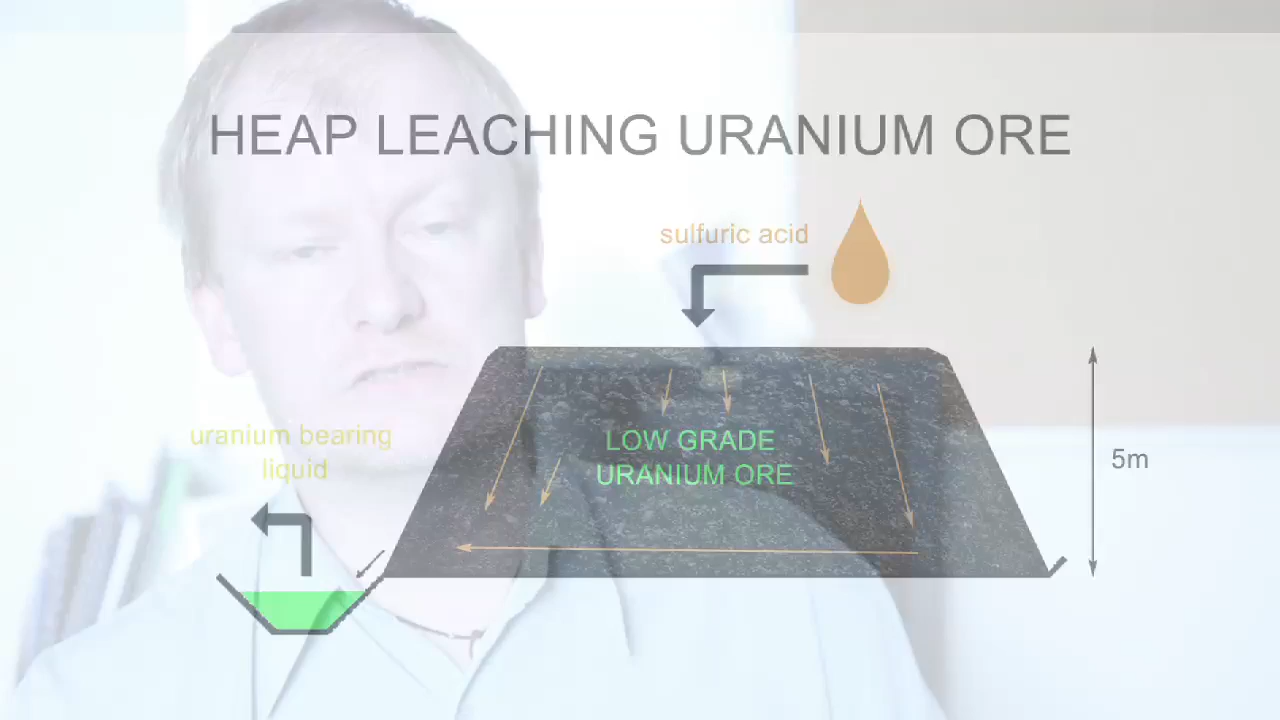 HEAP LEACHING URANIUM ORE
sulfuric acid
uranium bearing
liquid
LOW GRADE
URANIUM ORE
5m